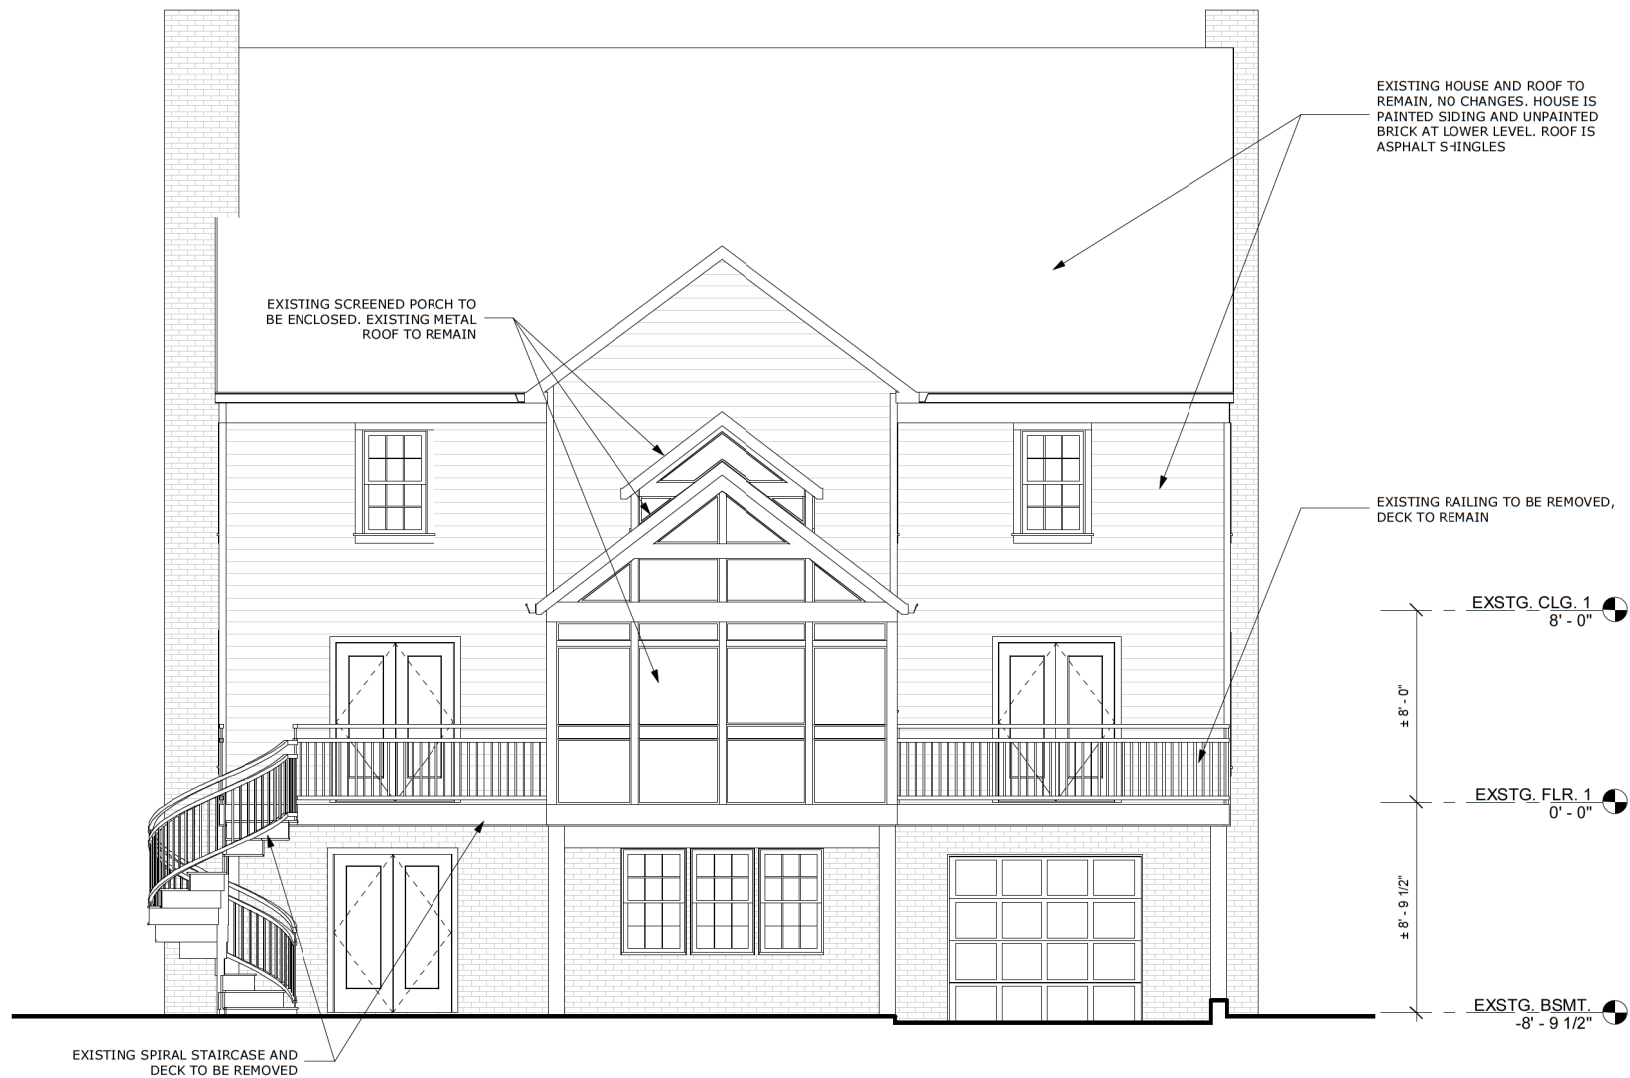 EXISTING HOUSE AND ROOF TO
REMAIN, NO CHANGES. HOUSE IS
PAINTED SIDING AND UNPAINTED
BRICK AT LOWER LEVEL. ROOF IS
ASPHALT SHINGLES
EXISTING SCREENED PORCH TO
BE ENCLOSED. EXISTING METAL
ROOF TO REMAIN
EXISTING RAILING TO BE REMOVED,
DECK TO REMAIN
EXSTG. CLG. 1
8' - 0"
± 8' - 0"
EXSTG. FLR. 1
0' - 0"
± 8' - 9 1/2"
EXSTG. BSMT.
-8' - 9 1/2"
EXISTING SPIRAL STAIRCASE AND
DECK TO BE REMOVED